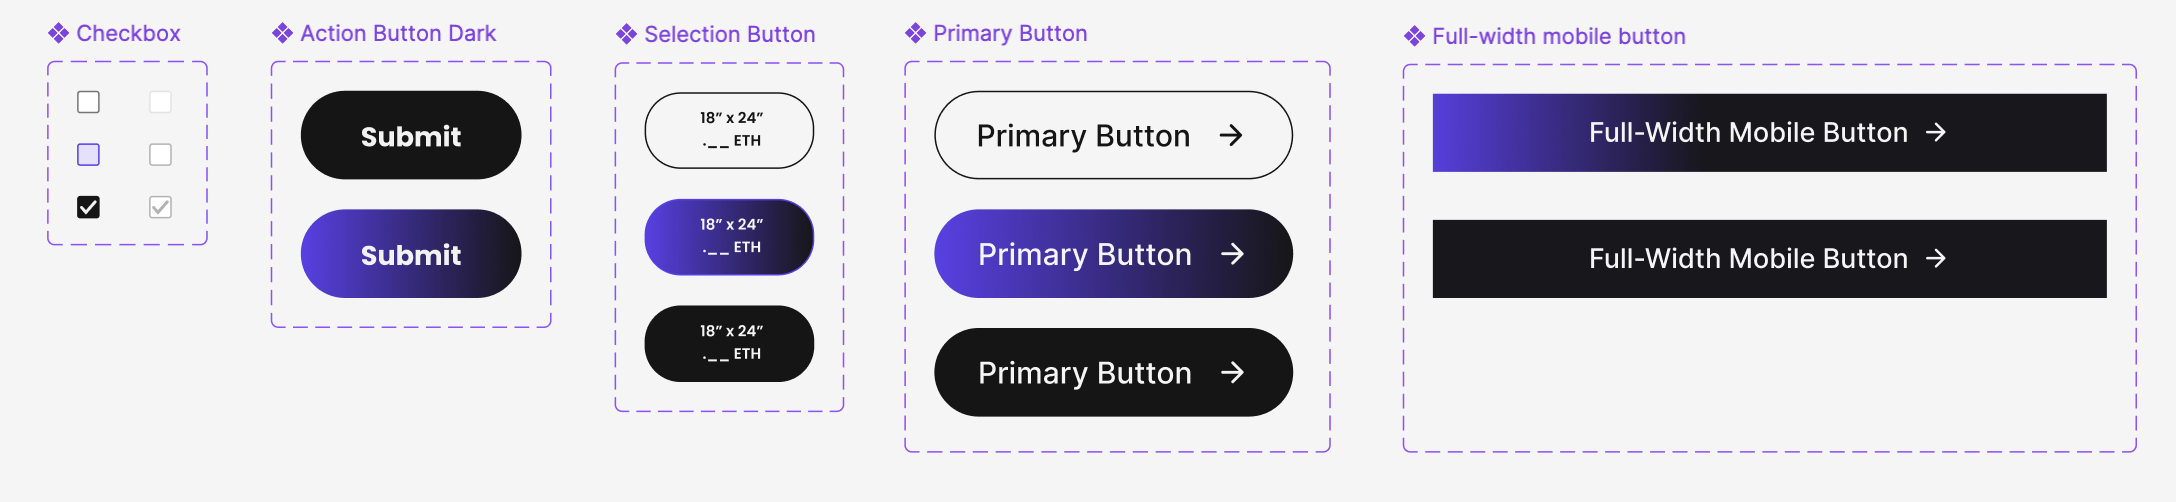 Checkbox
Action Button Dark
Submit
Submit
Selection Button
18” x 24”
.__ ETH
18” x 24”
.__ ETH
18” x 24”
.__ ETH
Primary Button
Primary Button
Primary Button
Primary Button
Full-width mobile button
Full-Width Mobile Button
Full-Width Mobile Button